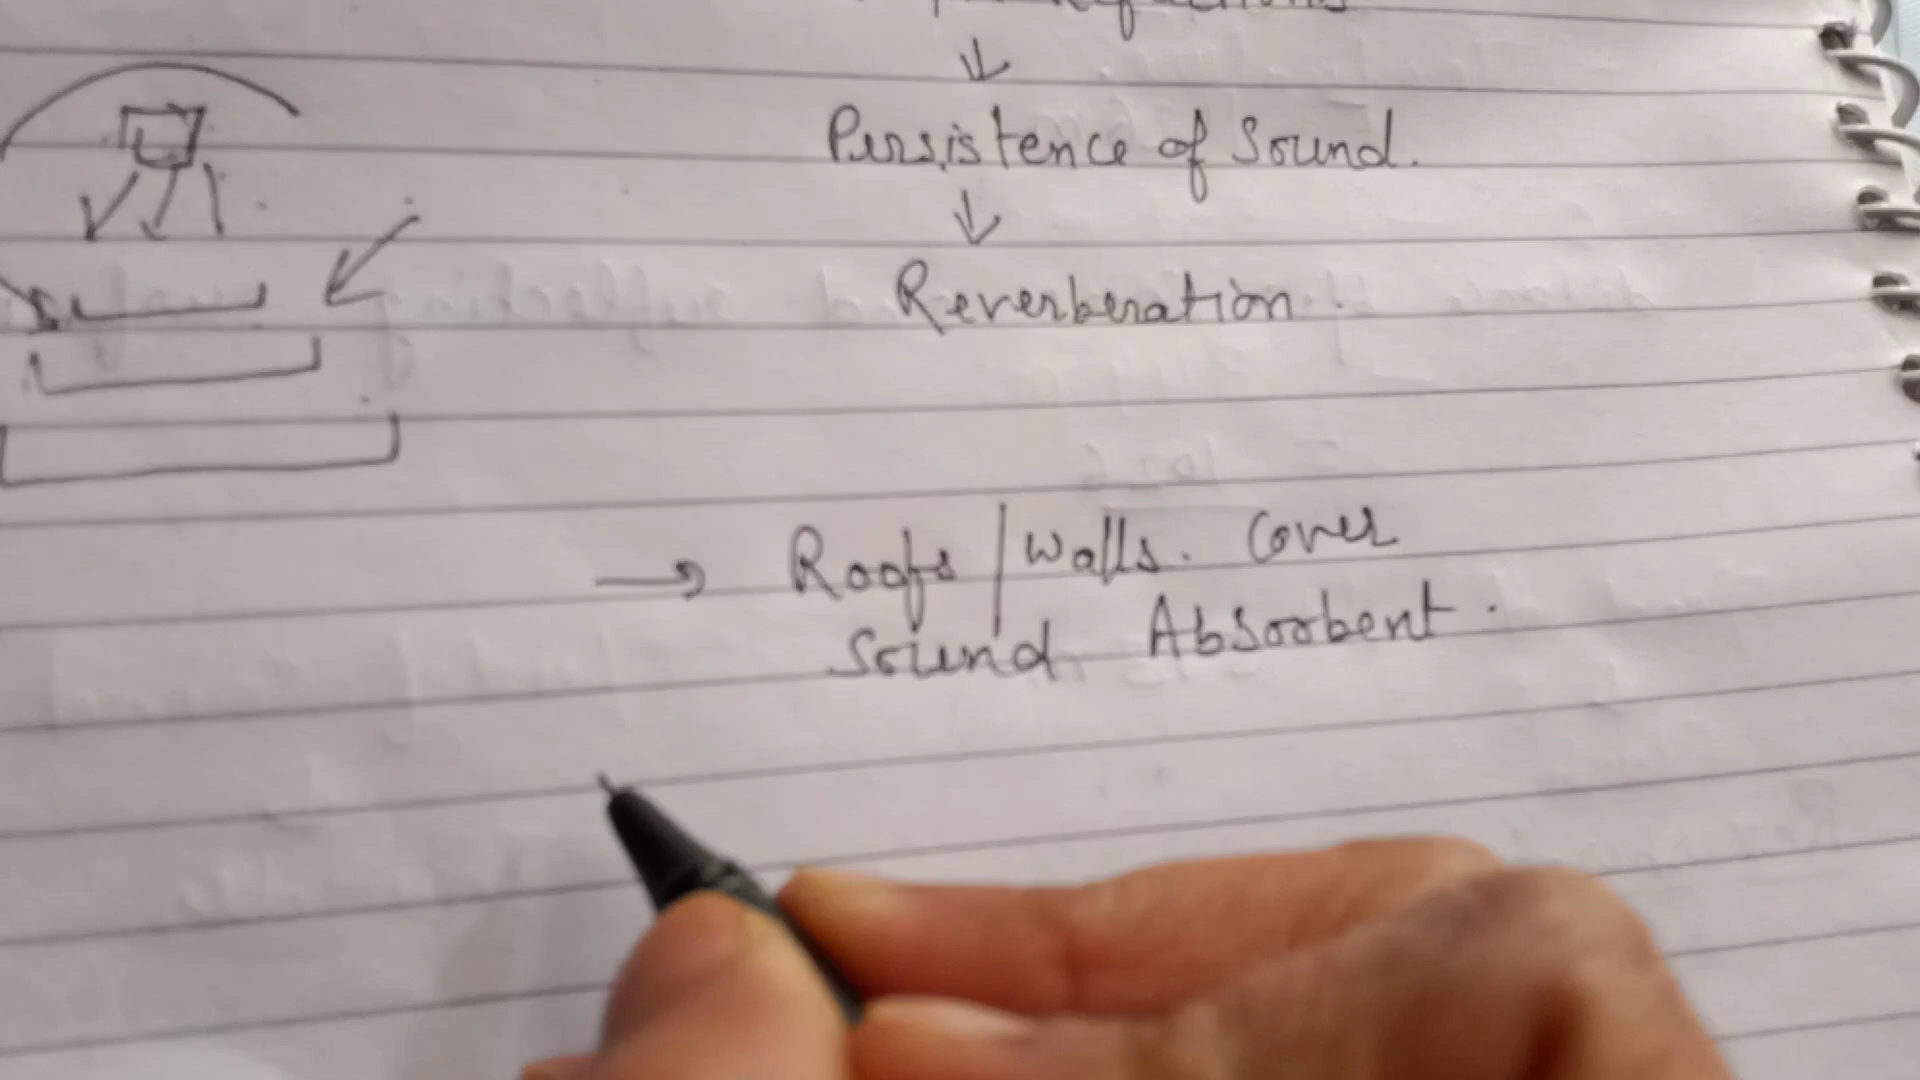 ↓
Persistence of Sound.
↓
Reverberation.
→ Roofs/walls. Cover
Sound Absorbent.